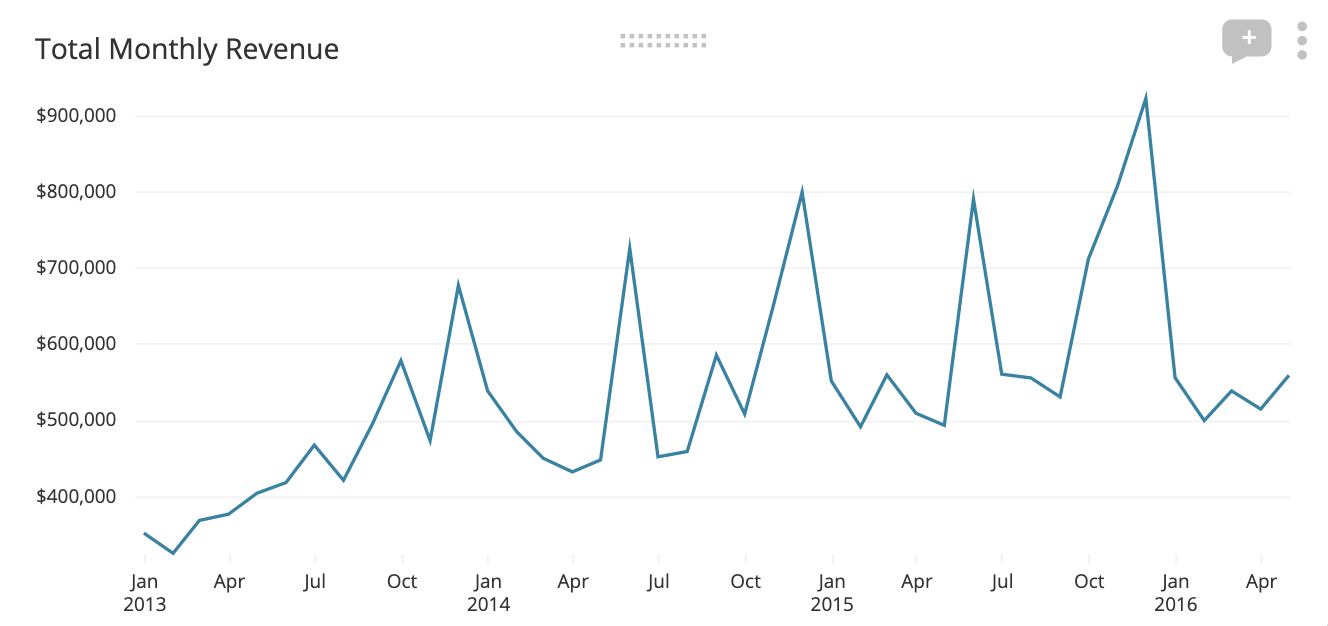 Total Monthly Revenue
$900,000
$800,000
$700,000
$600,000
$500,000
$400,000
Jan Apr Jul Oct Jan Apr Jul Oct Jan Apr Jul Oct Jan Apr
2013 2014 2015 2016